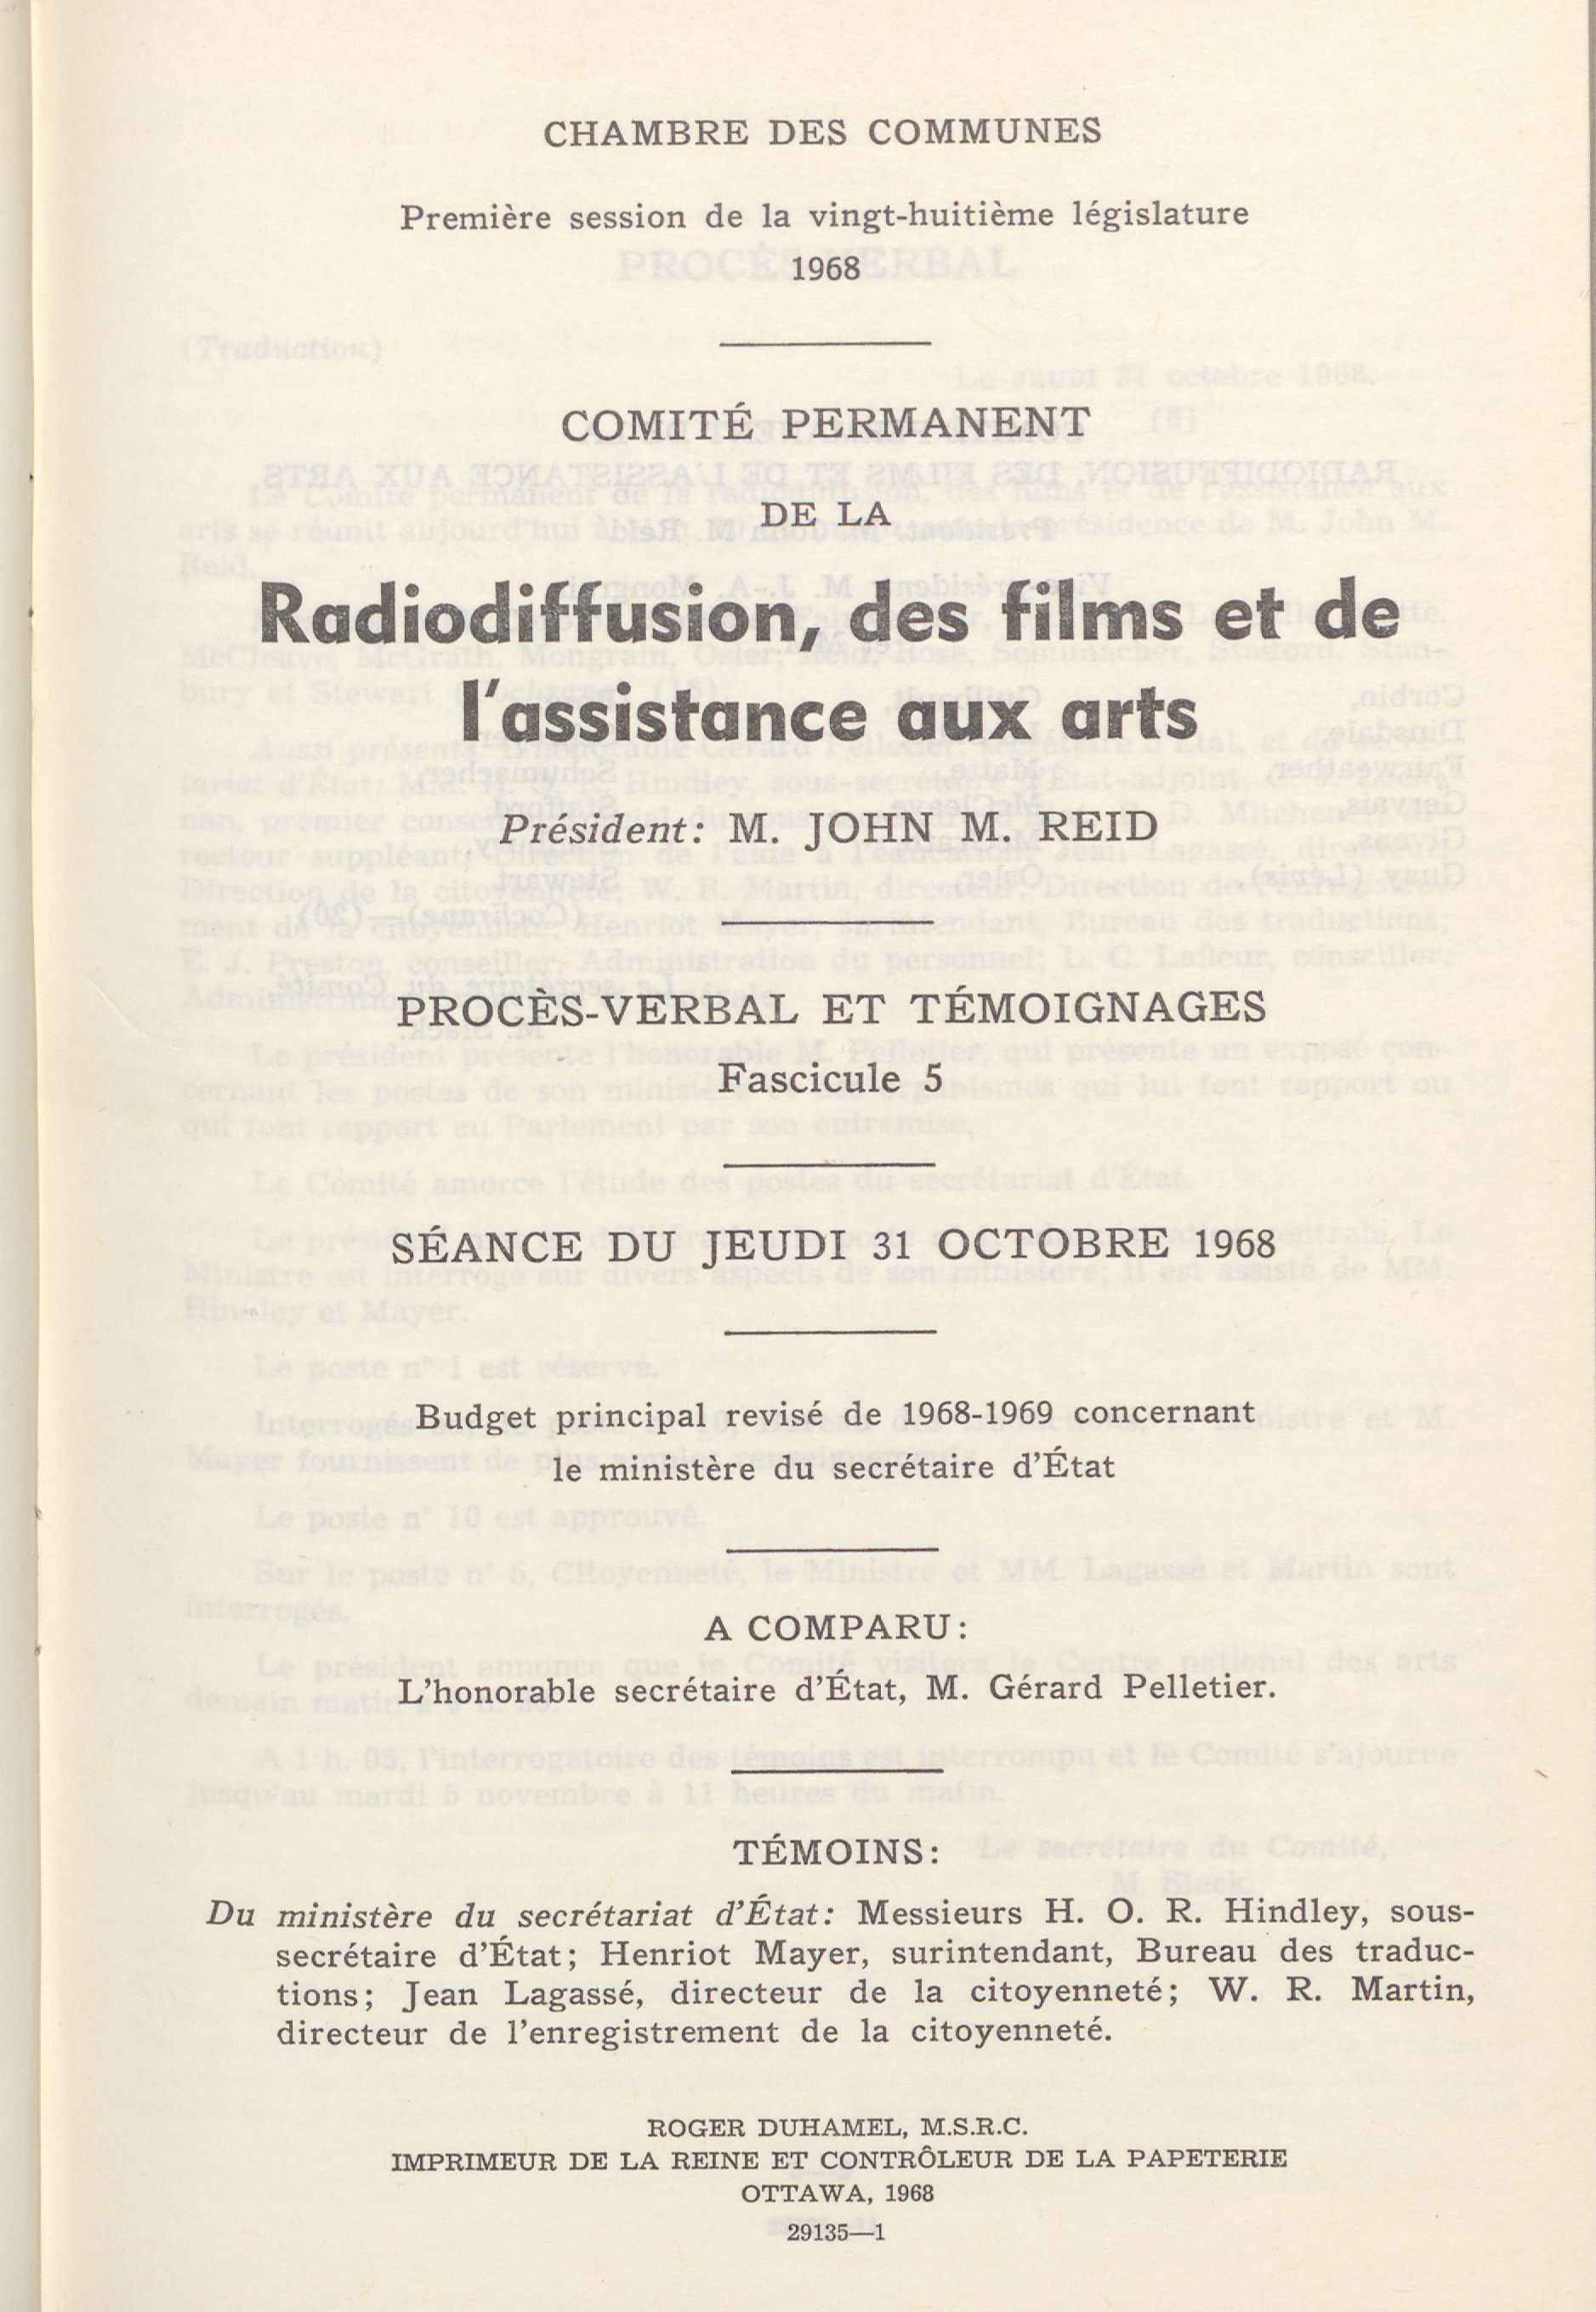 CHAMBRE DES COMMUNES
Première session de la vingt-huitième législature
1968
COMITÉ PERMANENT
DE LA
Radiodiffusion, des films et de
l'assistance aux arts
Président: M. JOHN M. REID
PROCÈS-VERBAL ET TÉMOIGNAGES
Fascicule 5
SÉANCE DU JEUDI 31 OCTOBRE 1968
Budget principal revisé de 1968-1969 concernant
le ministère du secrétaire d'État
A COMPARU:
L'honorable secrétaire d'État, M. Gérard Pelletier.
TÉMOINS:
Du ministère du secrétariat d'État: Messieurs H. O. R. Hindley, sous-
secrétaire d'État; Henriot Mayer, surintendant, Bureau des traduc-
tions; Jean Lagassé, directeur de la citoyenneté; W. R. Martin,
directeur de l'enregistrement de la citoyenneté.
ROGER DUHAMEL, M.S.R.C.
IMPRIMEUR DE LA REINE ET CONTRÔLEUR DE LA PAPETERIE
OTTAWA, 1968
29135—1